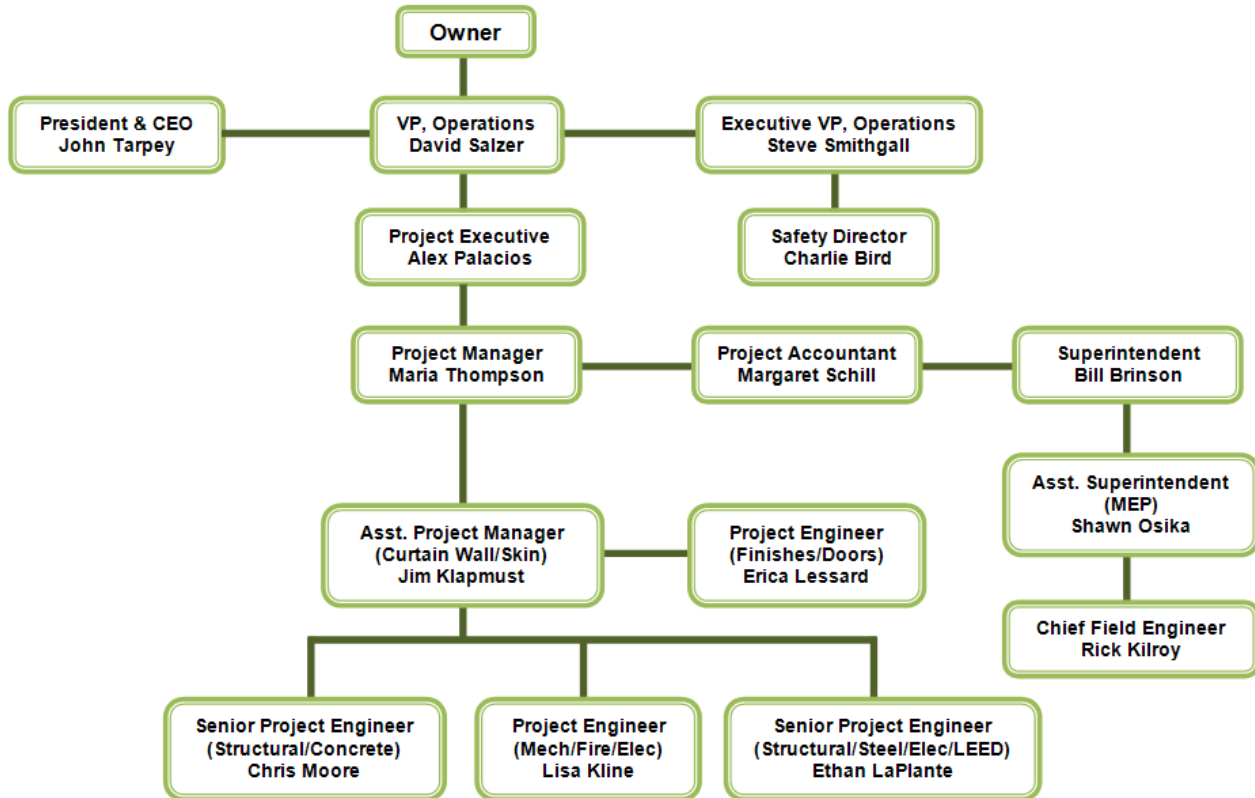 Owner
President & CEO
John Tarpey
VP, Operations
David Salzer
Executive VP, Operations
Steve Smithgall
Project Executive
Alex Palacios
Safety Director
Charlie Bird
Project Manager
Maria Thompson
Project Accountant
Margaret Schill
Superintendent
Bill Brinson
Asst. Superintendent
(MEP)
Shawn Osika
Asst. Project Manager
(Curtain Wall/Skin)
Jim Klapmust
Project Engineer
(Finishes/Doors)
Erica Lessard
Chief Field Engineer
Rick Kilroy
Senior Project Engineer
(Structural/Concrete)
Chris Moore
Project Engineer
(Mech/Fire/Elec)
Lisa Kline
Senior Project Engineer
(Structural/Steel/Elec/LEED)
Ethan LaPlante